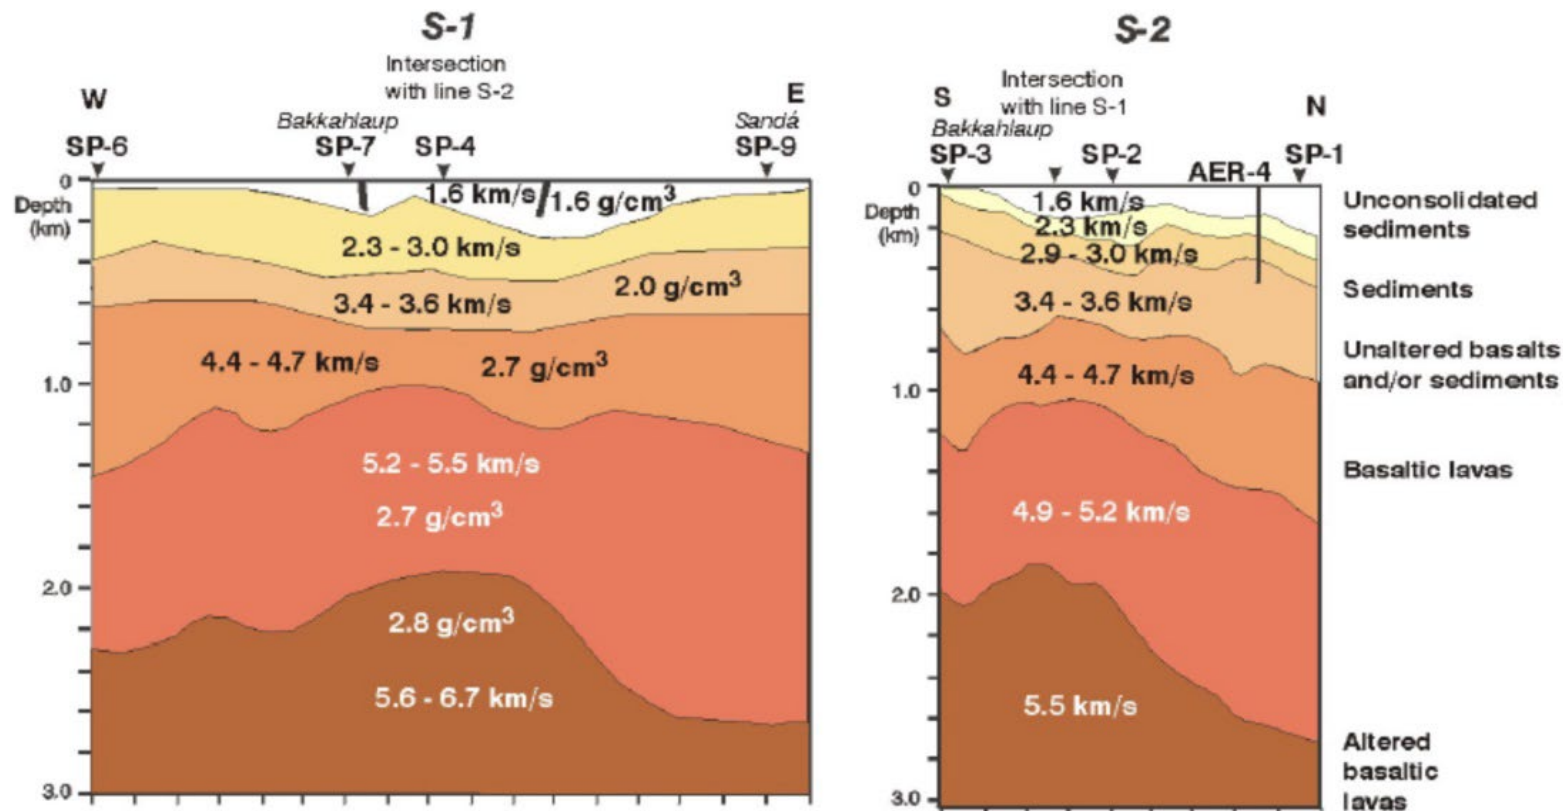 S-1
Intersection
with line S-2
W
E
Bakkahlaup
Sandá
SP-6
SP-7
SP-4
SP-9
0
Depth
(km)
1.0
2.0
3.0
1.6 km/s
1.6 g/cm³
2.3 - 3.0 km/s
2.0 g/cm³
3.4 - 3.6 km/s
4.4 - 4.7 km/s
2.7 g/cm³
5.2 - 5.5 km/s
2.7 g/cm³
2.8 g/cm³
5.6 - 6.7 km/s
S-2
Intersection
with line S-1
S
N
Bakkahlaup
SP-3
SP-2
AER-4
SP-1
0
Depth
(km)
1.0
2.0
3.0
1.6 km/s
2.3 km/s
2.9 - 3.0 km/s
3.4 - 3.6 km/s
4.4 - 4.7 km/s
4.9 - 5.2 km/s
5.5 km/s
Unconsolidated
sediments
Sediments
Unaltered basalts
and/or sediments
Basaltic lavas
Altered
basaltic
lavas